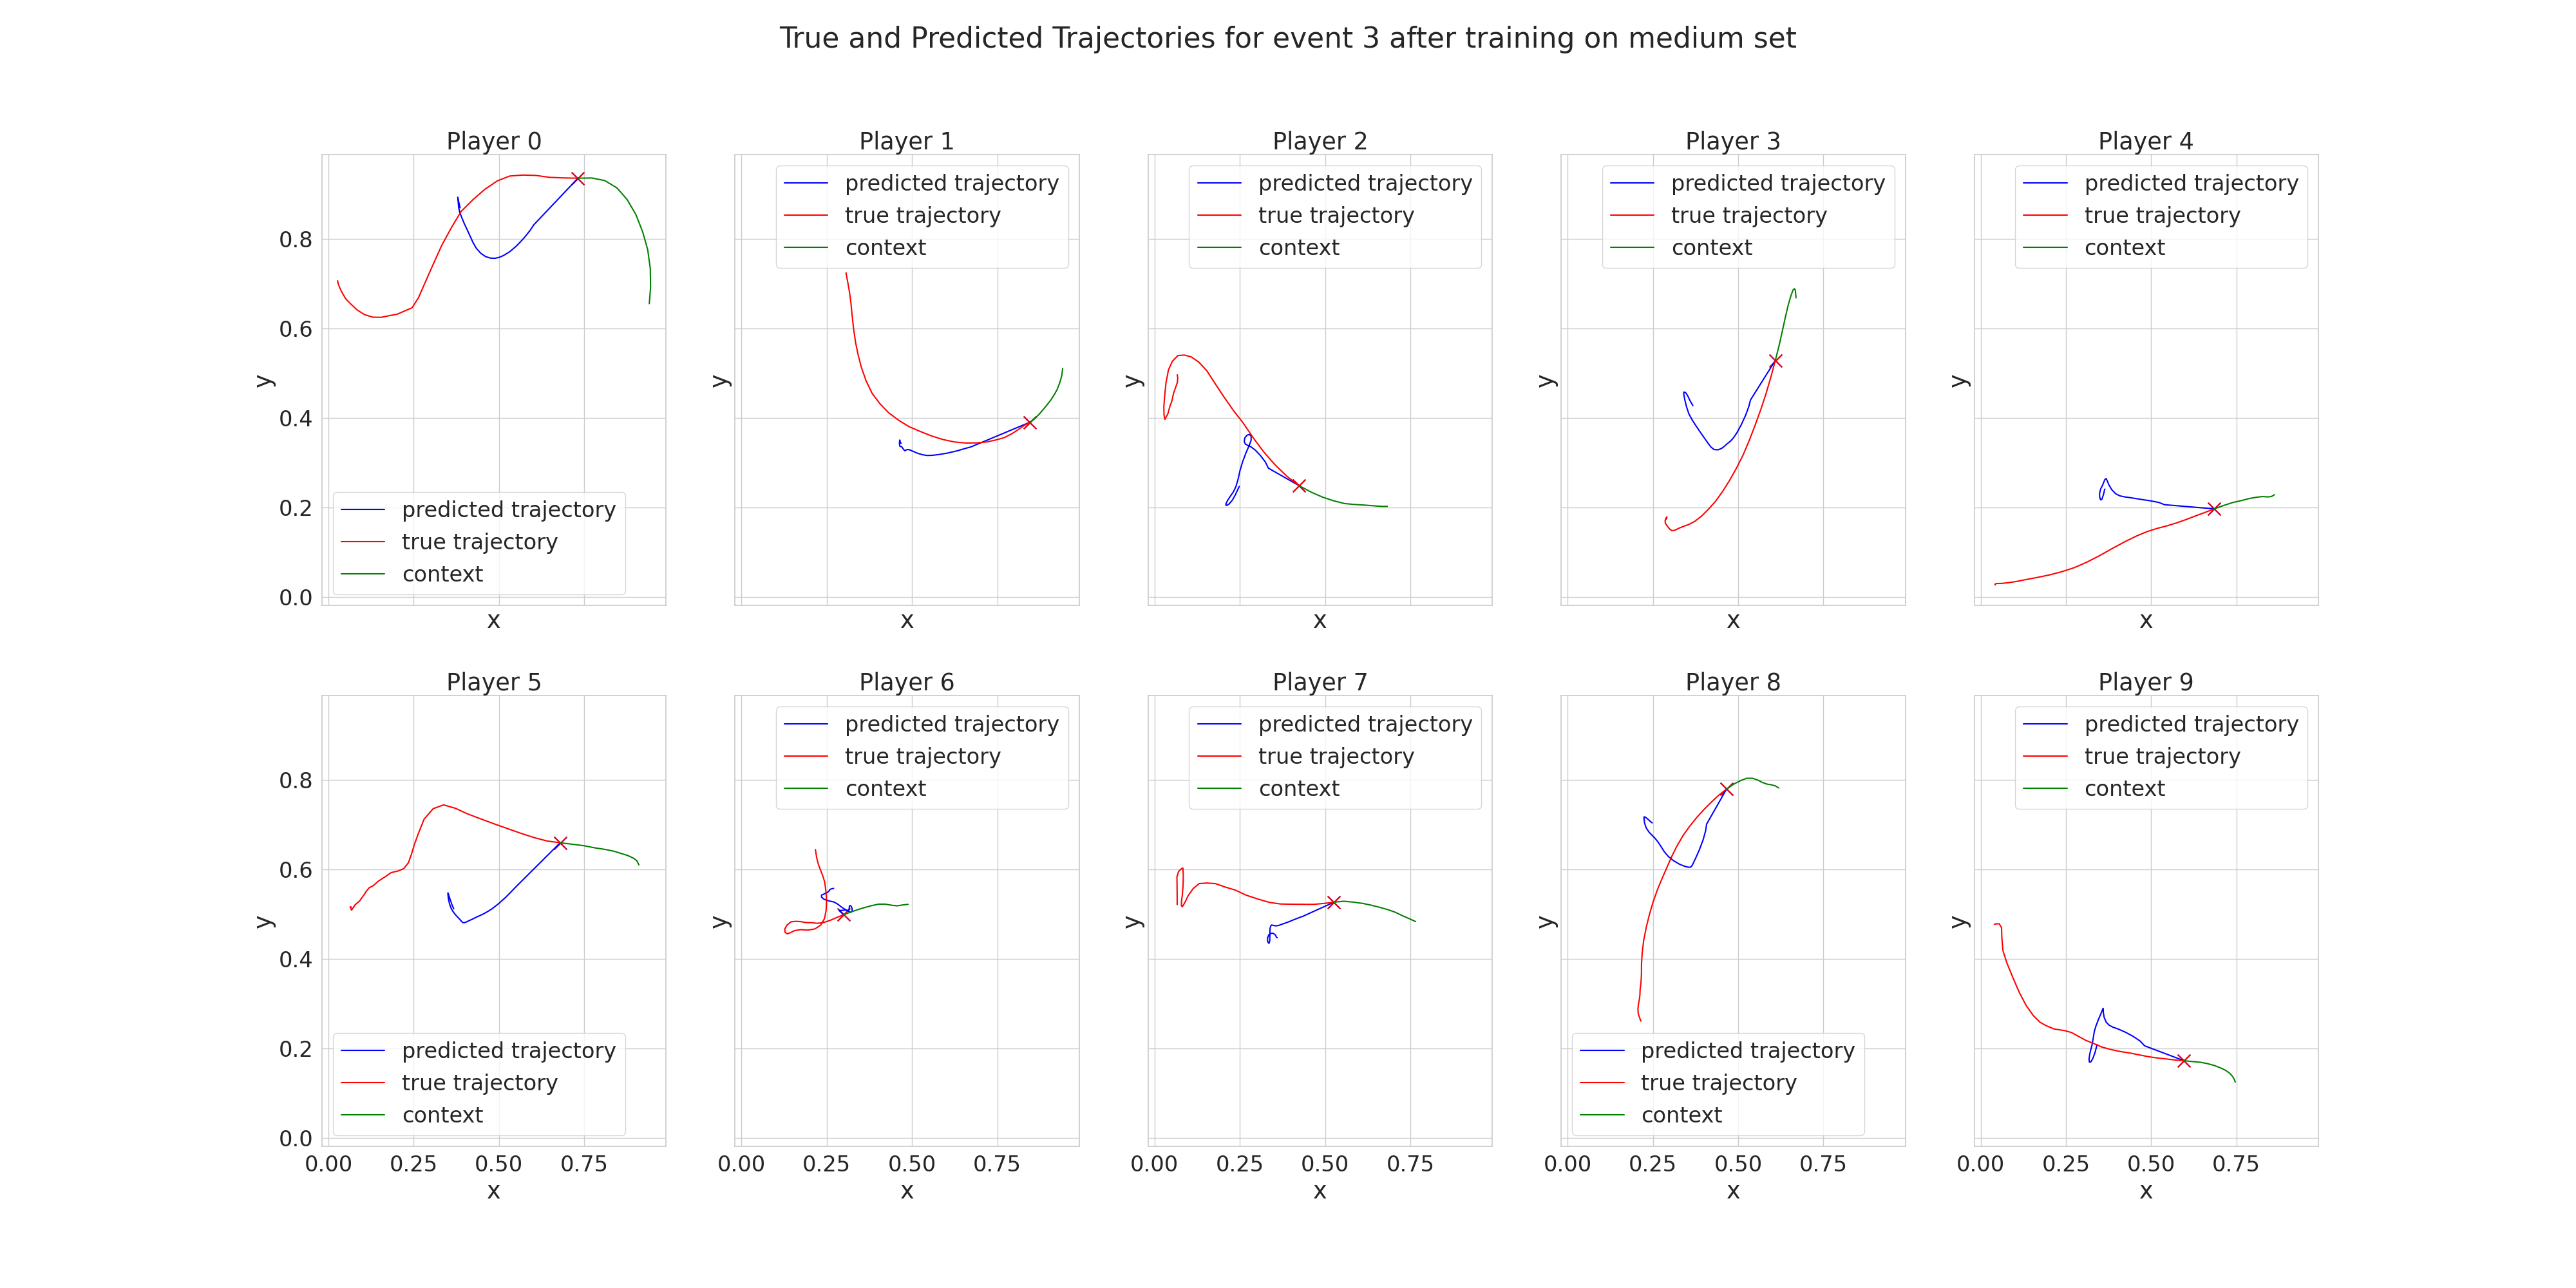 True and Predicted Trajectories for event 3 after training on medium set
Player 0
y
0.8
0.6
0.4
0.2
0.0
predicted trajectory
true trajectory
context
x
Player 1
y
predicted trajectory
true trajectory
context
x
Player 2
y
predicted trajectory
true trajectory
context
x
Player 3
y
predicted trajectory
true trajectory
context
x
Player 4
y
predicted trajectory
true trajectory
context
x
Player 5
y
0.8
0.6
0.4
0.2
0.0
predicted trajectory
true trajectory
context
0.00 0.25 0.50 0.75
x
Player 6
y
predicted trajectory
true trajectory
context
0.00 0.25 0.50 0.75
x
Player 7
y
predicted trajectory
true trajectory
context
0.00 0.25 0.50 0.75
x
Player 8
y
predicted trajectory
true trajectory
context
0.00 0.25 0.50 0.75
x
Player 9
y
predicted trajectory
true trajectory
context
0.00 0.25 0.50 0.75
x